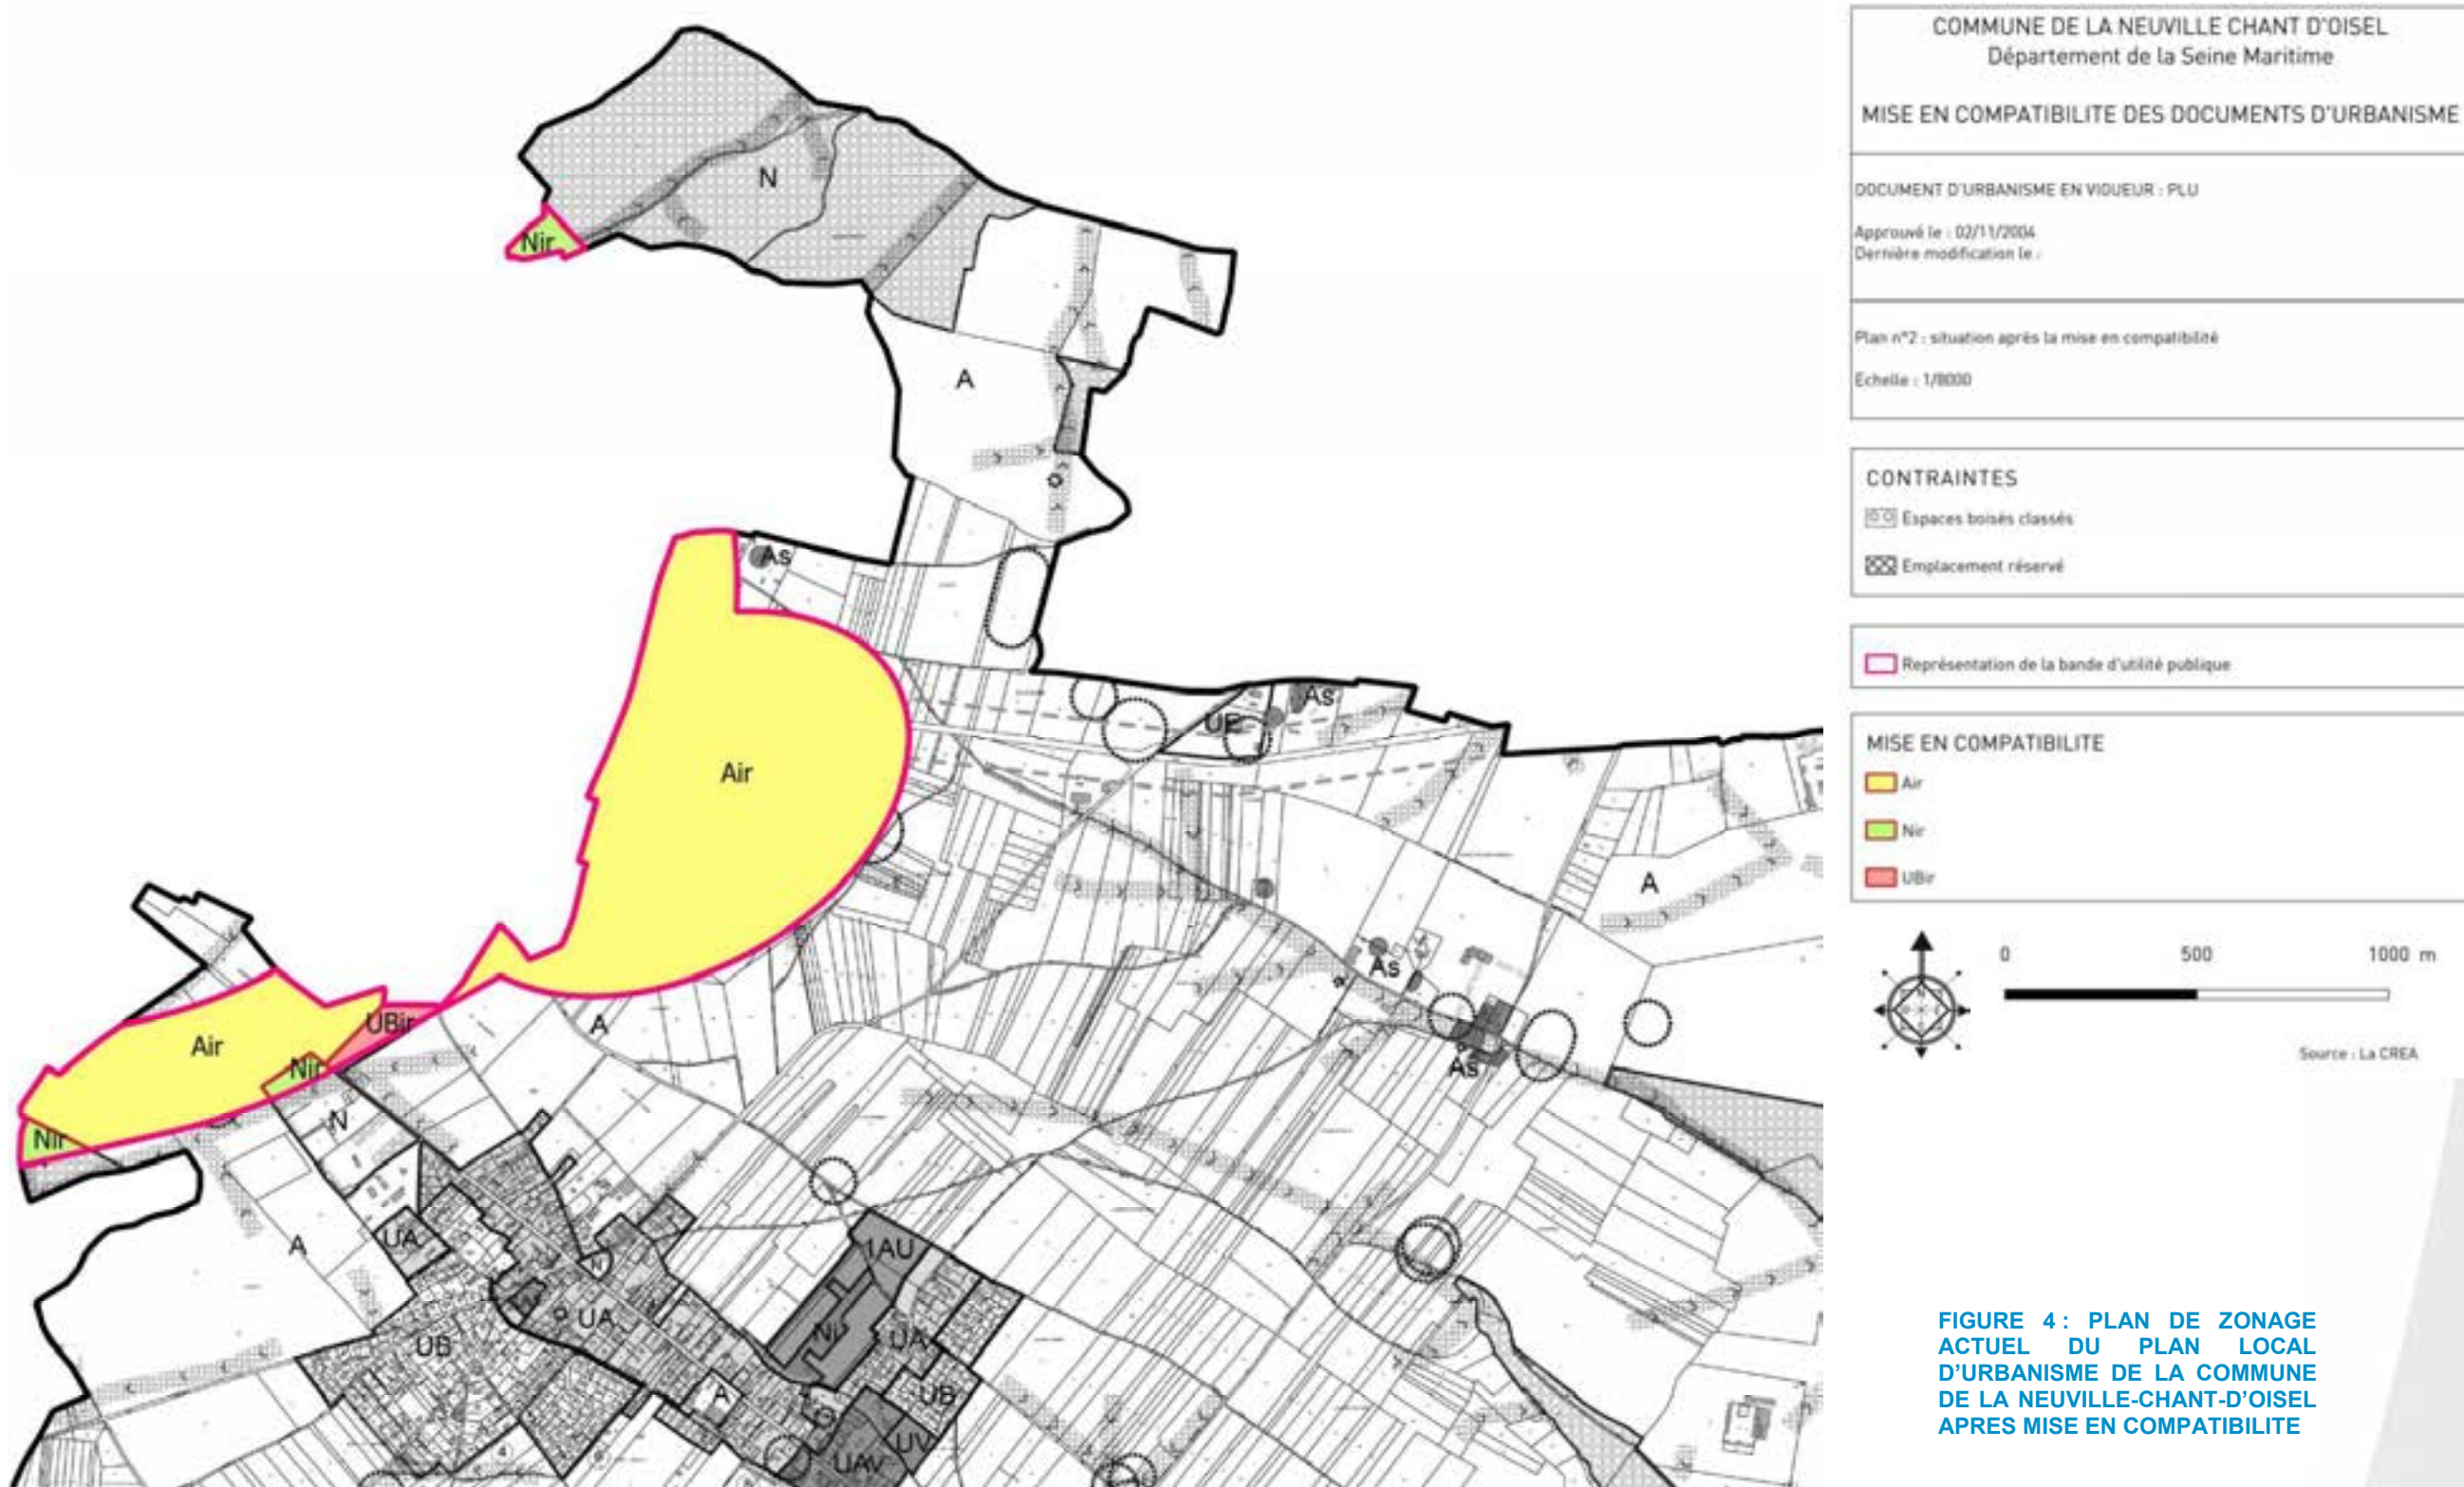 COMMUNE DE LA NEUVILLE CHANT D'OISEL
Département de la Seine Maritime
MISE EN COMPATIBILITE DES DOCUMENTS D'URBANISME
DOCUMENT D'URBANISME EN VIGUEUR : PLU
Approuvé le : 02/11/2004
Dernière modification le :
Plan n°2 : situation après la mise en compatibilité
Echelle : 1/8000
CONTRAINTES
Espaces boisés classés
Emplacement réservé
Représentation de la bande d'utilité publique
MISE EN COMPATIBILITE
Air
Nir
UBir
0 500 1000 m
Source : La CREA
FIGURE 4 : PLAN DE ZONAGE
ACTUEL DU PLAN LOCAL
D'URBANISME DE LA COMMUNE
DE LA NEUVILLE-CHANT-D'OISEL
APRES MISE EN COMPATIBILITE
N
Nir
A
As
As
UE
Air
A
As
As
UBir
A
Air
Nir
N
Nir
A
UA
N
1AU
UA
UA
UB
UB
A
UV
UAV